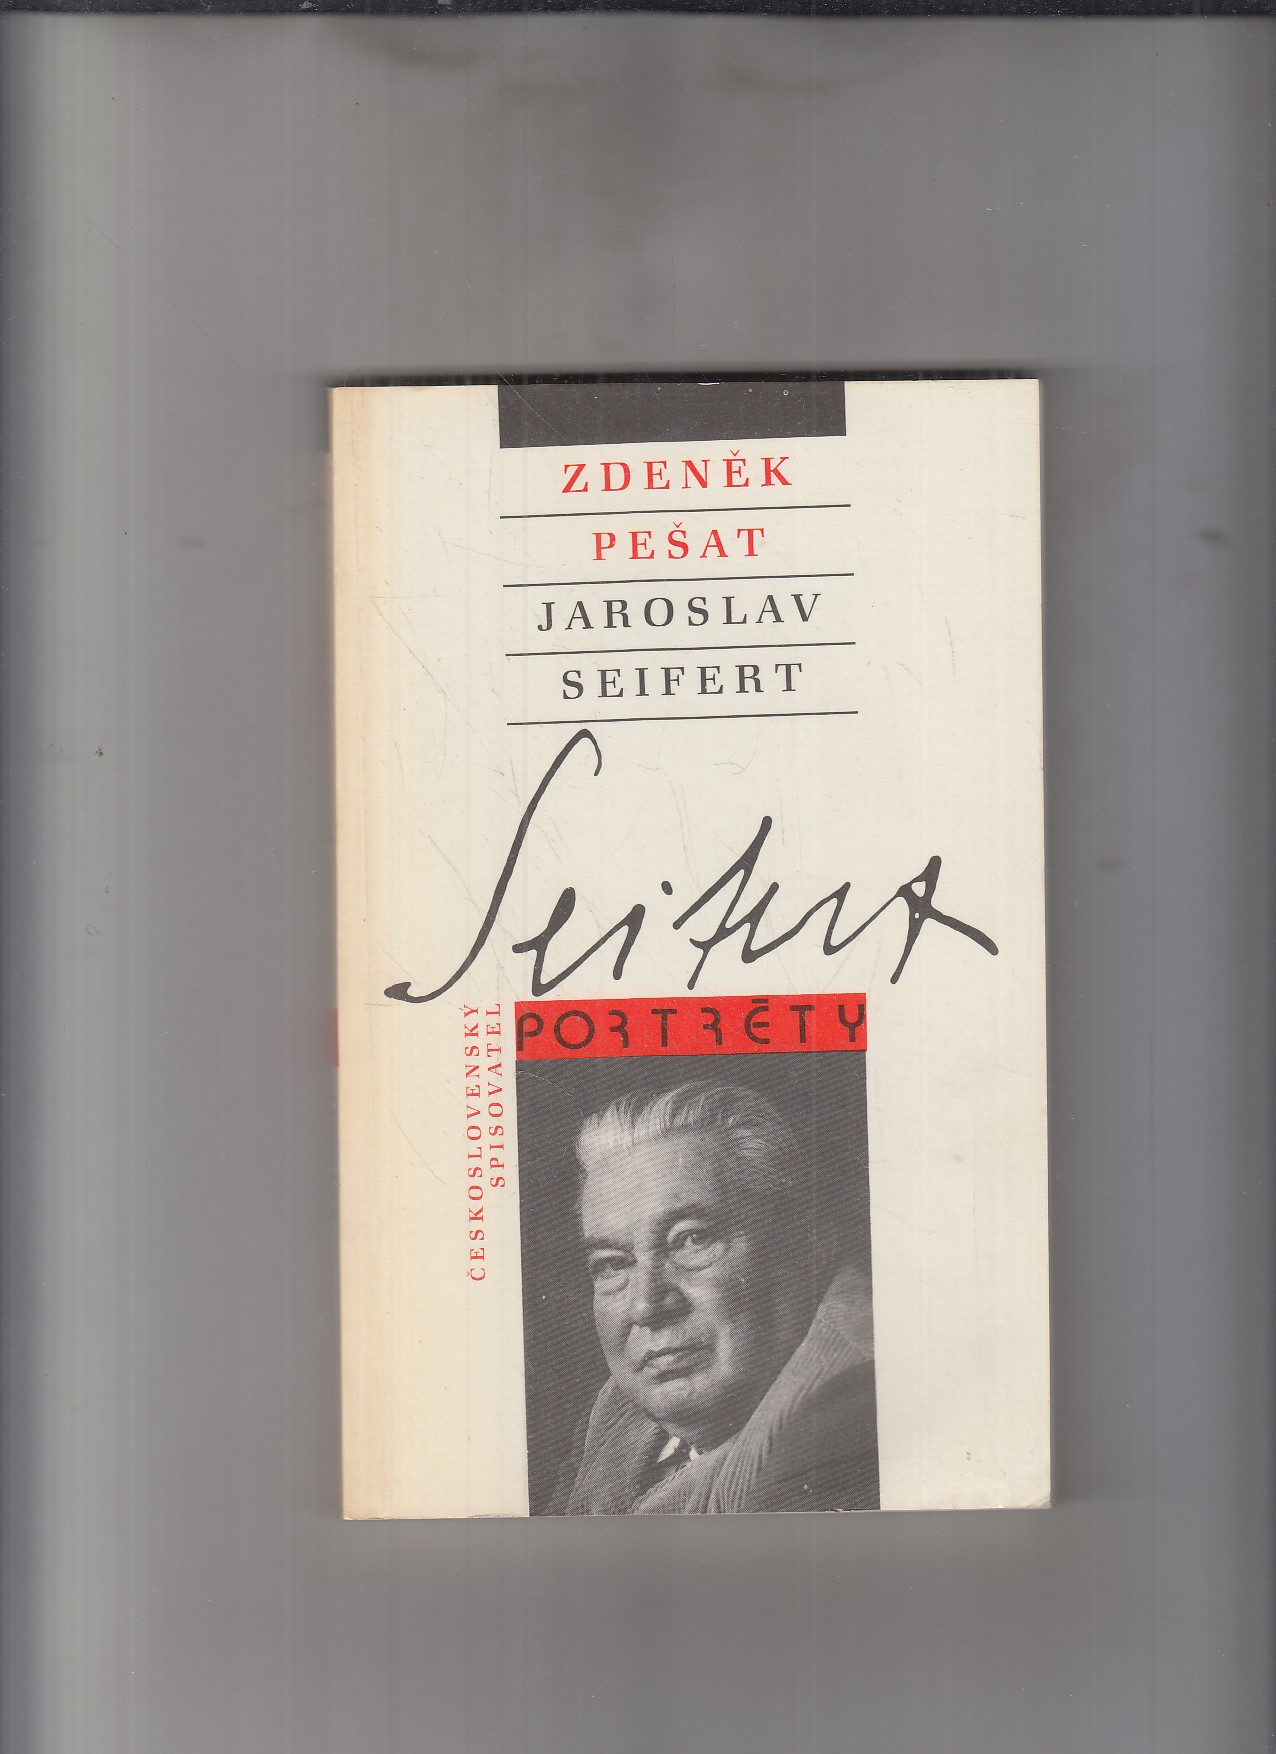 ZDENĚK
PEŠAT
JAROSLAV
SEIFERT
Seifert
ČESKOSLOVENSKÝ
SPISOVATEL
PORTRÉTY